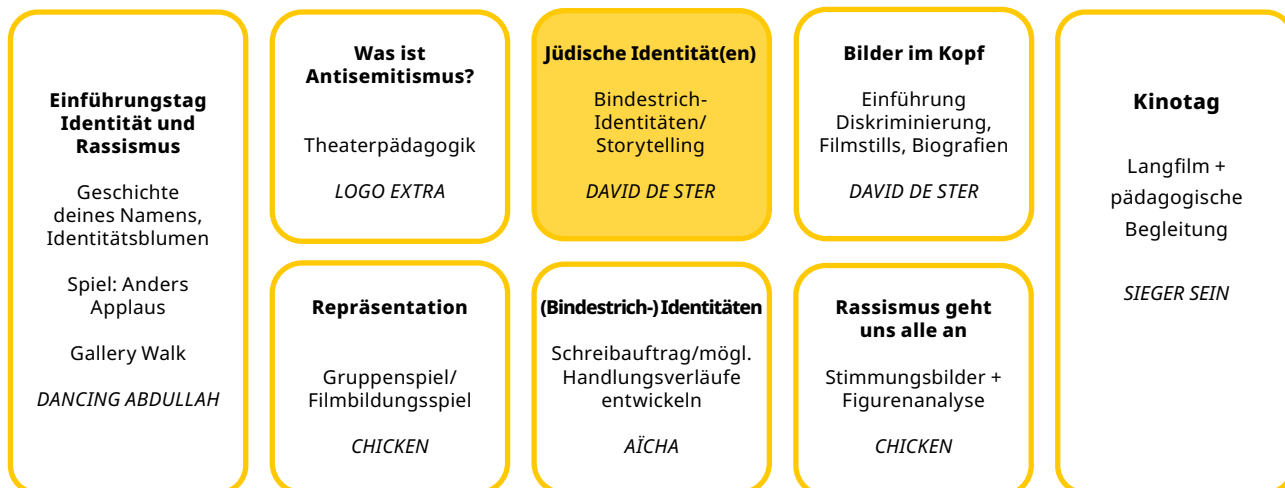 Einführungstag
Identität und
Rassismus
Geschichte
deines Namens,
Identitätsblumen
Spiel: Anders
Applaus
Gallery Walk
DANCING ABDULLAH
Was ist
Antisemitismus?
Theaterpädagogik
LOGO EXTRA
Jüdische Identität(en)
Bindestrich-
Identitäten/
Storytelling
DAVID DE STER
Bilder im Kopf
Einführung
Diskriminierung,
Filmstills, Biografien
DAVID DE STER
Repräsentation
Gruppenspiel/
Filmbildungsspiel
CHICKEN
(Bindestrich-) Identitäten
Schreibauftrag/mögl.
Handlungsverläufe
entwickeln
AÏCHA
Rassismus geht
uns alle an
Stimmungsbilder +
Figurenanalyse
CHICKEN
Kinotag
Langfilm +
pädagogische
Begleitung
SIEGER SEIN